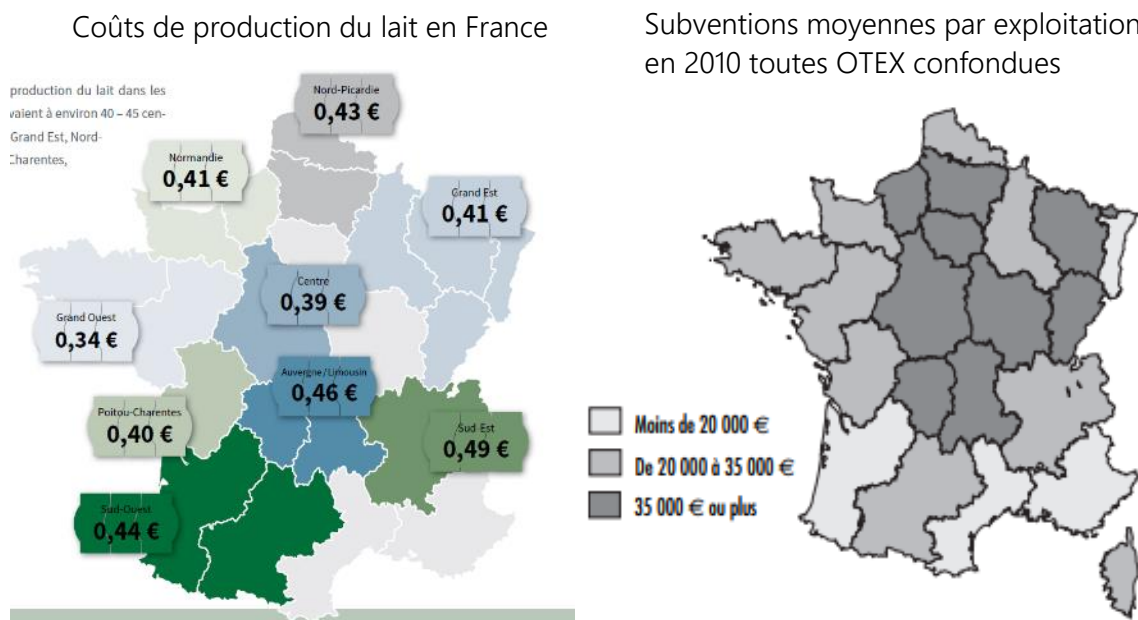 Coûts de production du lait en France
production du lait dans les
vaient à environ 40 – 45 cen-
Grand Est, Nord-
Charentes,
Nord-Picardie
0,43 €
Normandie
0,41 €
Grand Est
0,41 €
Centre
0,39 €
Grand Ouest
0,34 €
Auvergne/Limousin
0,46 €
Poitou-Charentes
0,40 €
Sud-Est
0,49 €
Sud-Ouest
0,44 €
Subventions moyennes par exploitation
en 2010 toutes OTEX confondues
Moins de 20 000 €
De 20 000 à 35 000 €
35 000 € ou plus